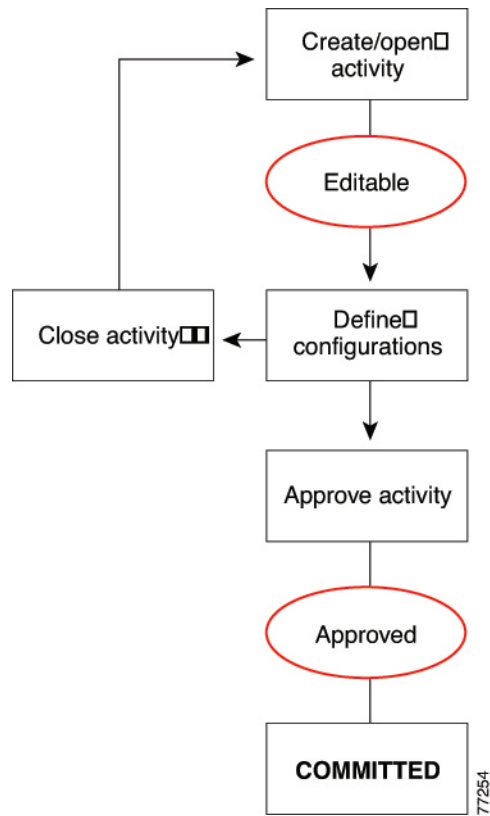 Create/open□
activity
Editable
Close activity□□
Define□
configurations
Approve activity
Approved
COMMITTED
77254